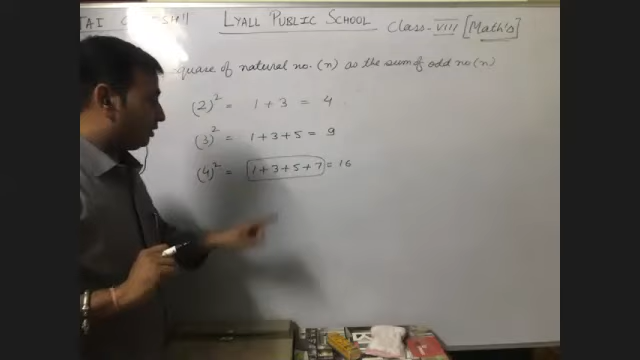 LYALL PUBLIC SCHOOL
Class-VIII [Math's]
square of natural no. (n) as the sum of odd no (n)
(2)² = 1 + 3 = 4
(3)² = 1 + 3 + 5 = 9
(4)² = 1 + 3 + 5 + 7 = 16